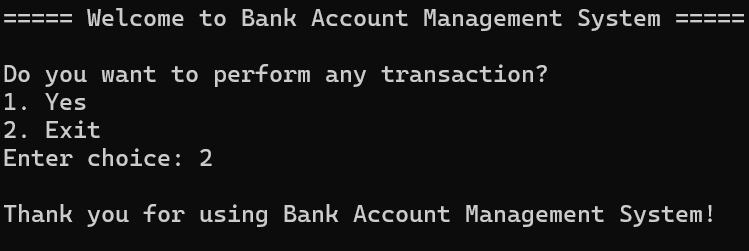 ===== Welcome to Bank Account Management System =====
Do you want to perform any transaction?
1. Yes
2. Exit
Enter choice: 2
Thank you for using Bank Account Management System!